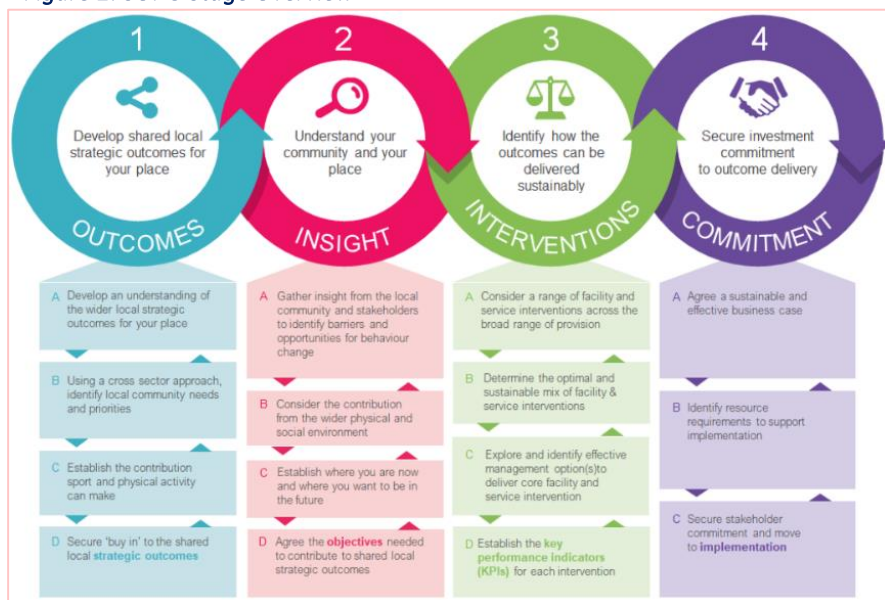 1
2
3
4
Develop shared local
strategic outcomes for
your place
Understand your
community and your
place
Identify how the
outcomes can be
delivered
sustainably
Secure investment
commitment
to outcome delivery
OUTCOMES
INSIGHT
INTERVENTIONS
COMMITMENT
A Develop an understanding of
the wider local strategic
outcomes for your place
B Using a cross sector approach,
identify local community needs
and priorities
C Establish the contribution
sport and physical activity
can make
D Secure 'buy in' to the shared
local strategic outcomes
A Gather insight from the local
community and stakeholders
to identify barriers and
opportunities for behaviour
change
B Consider the contribution
from the wider physical and
social environment
C Establish where you are now
and where you want to be in
the future
D Agree the objectives needed
to contribute to shared local
strategic outcomes
A Consider a range of facility and
service interventions across the
broad range of provision
B Determine the optimal and
sustainable mix of facility &
service interventions
C Explore and identify effective
management option(s)to
deliver core facility and
service intervention
D Establish the key
performance indicators
(KPIs) for each intervention
A Agree a sustainable and
effective business case
B Identify resource
requirements to support
implementation
C Secure stakeholder
commitment and move
to implementation